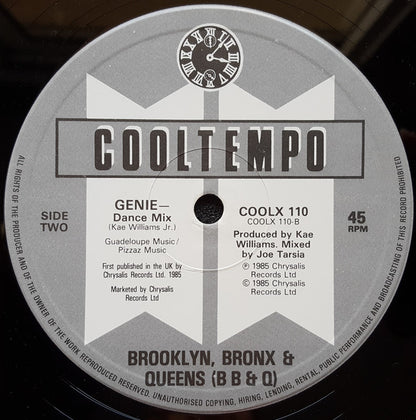 COOLTEMPO
SIDE
TWO
GENIE—
Dance Mix
(Kae Williams Jr.)
Guadeloupe Music/
Pizzaz Music
First published in the UK by
Chrysalis Records Ltd. 1985
Marketed by Chrysalis
Records Ltd
COOLX 110
COOLX 110-B
Produced by Kae
Williams. Mixed
by Joe Tarsia
℗ 1985 Chrysalis
Records Ltd
© 1985 Chrysalis
Records Ltd
45
RPM
BROOKLYN, BRONX &
QUEENS (B B & Q)
ALL RIGHTS OF THE PRODUCER AND OF THE OWNER OF THE WORK REPRODUCED RESERVED. UNAUTHORISED COPYING, HIRING, LENDING, RENTAL, PUBLIC PERFORMANCE AND BROADCASTING OF THIS RECORD PROHIBITED